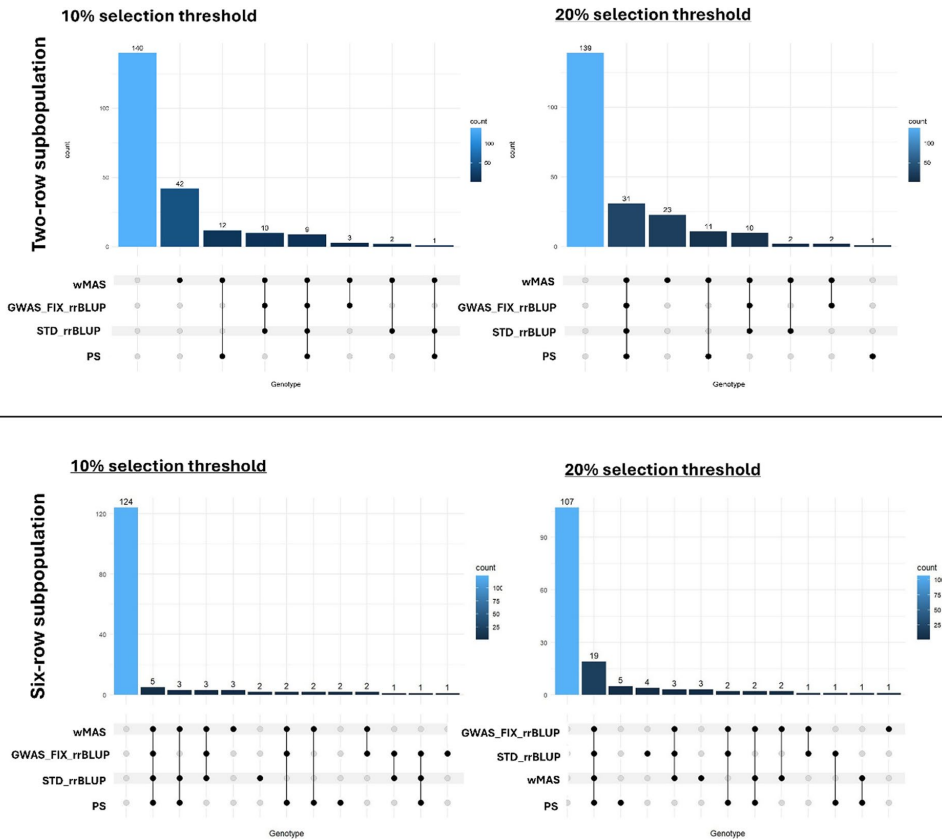 10% selection threshold
20% selection threshold
Two-row supbopulation
140
100
50
0
count
42
12
10
9
3
2
1
count
100
50
wMAS
GWAS_FIX_rrBLUP
STD_rrBLUP
PS
Genotype
139
100
50
0
count
31
23
11
10
2
2
1
count
100
50
wMAS
GWAS_FIX_rrBLUP
STD_rrBLUP
PS
Genotype
10% selection threshold
20% selection threshold
Six-row subpopulation
124
120
80
40
0
5
3
3
3
2
2
2
2
2
1
1
1
count
100
75
50
25
wMAS
GWAS_FIX_rrBLUP
STD_rrBLUP
PS
Genotype
107
90
60
30
0
19
5
4
3
3
2
2
2
1
1
1
1
count
100
75
50
25
GWAS_FIX_rrBLUP
STD_rrBLUP
wMAS
PS
Genotype